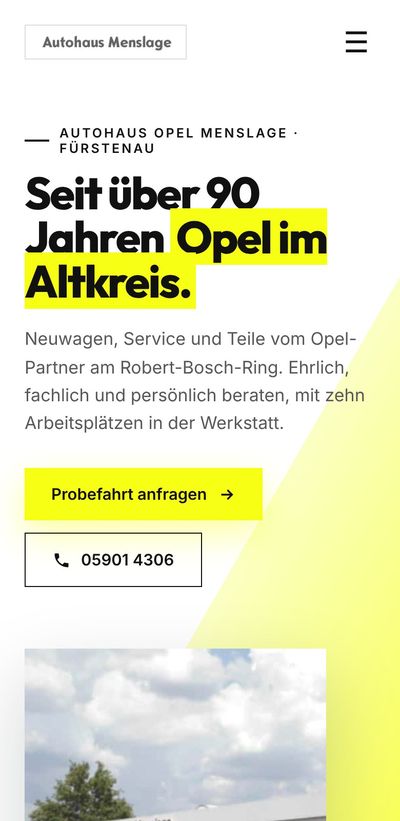 Autohaus Menslage
AUTOHAUS OPEL MENSLAGE ·
FÜRSTENAU
Seit über 90
Jahren Opel im
Altkreis.
Neuwagen, Service und Teile vom Opel-
Partner am Robert-Bosch-Ring. Ehrlich,
fachlich und persönlich beraten, mit zehn
Arbeitsplätzen in der Werkstatt.
Probefahrt anfragen →
05901 4306